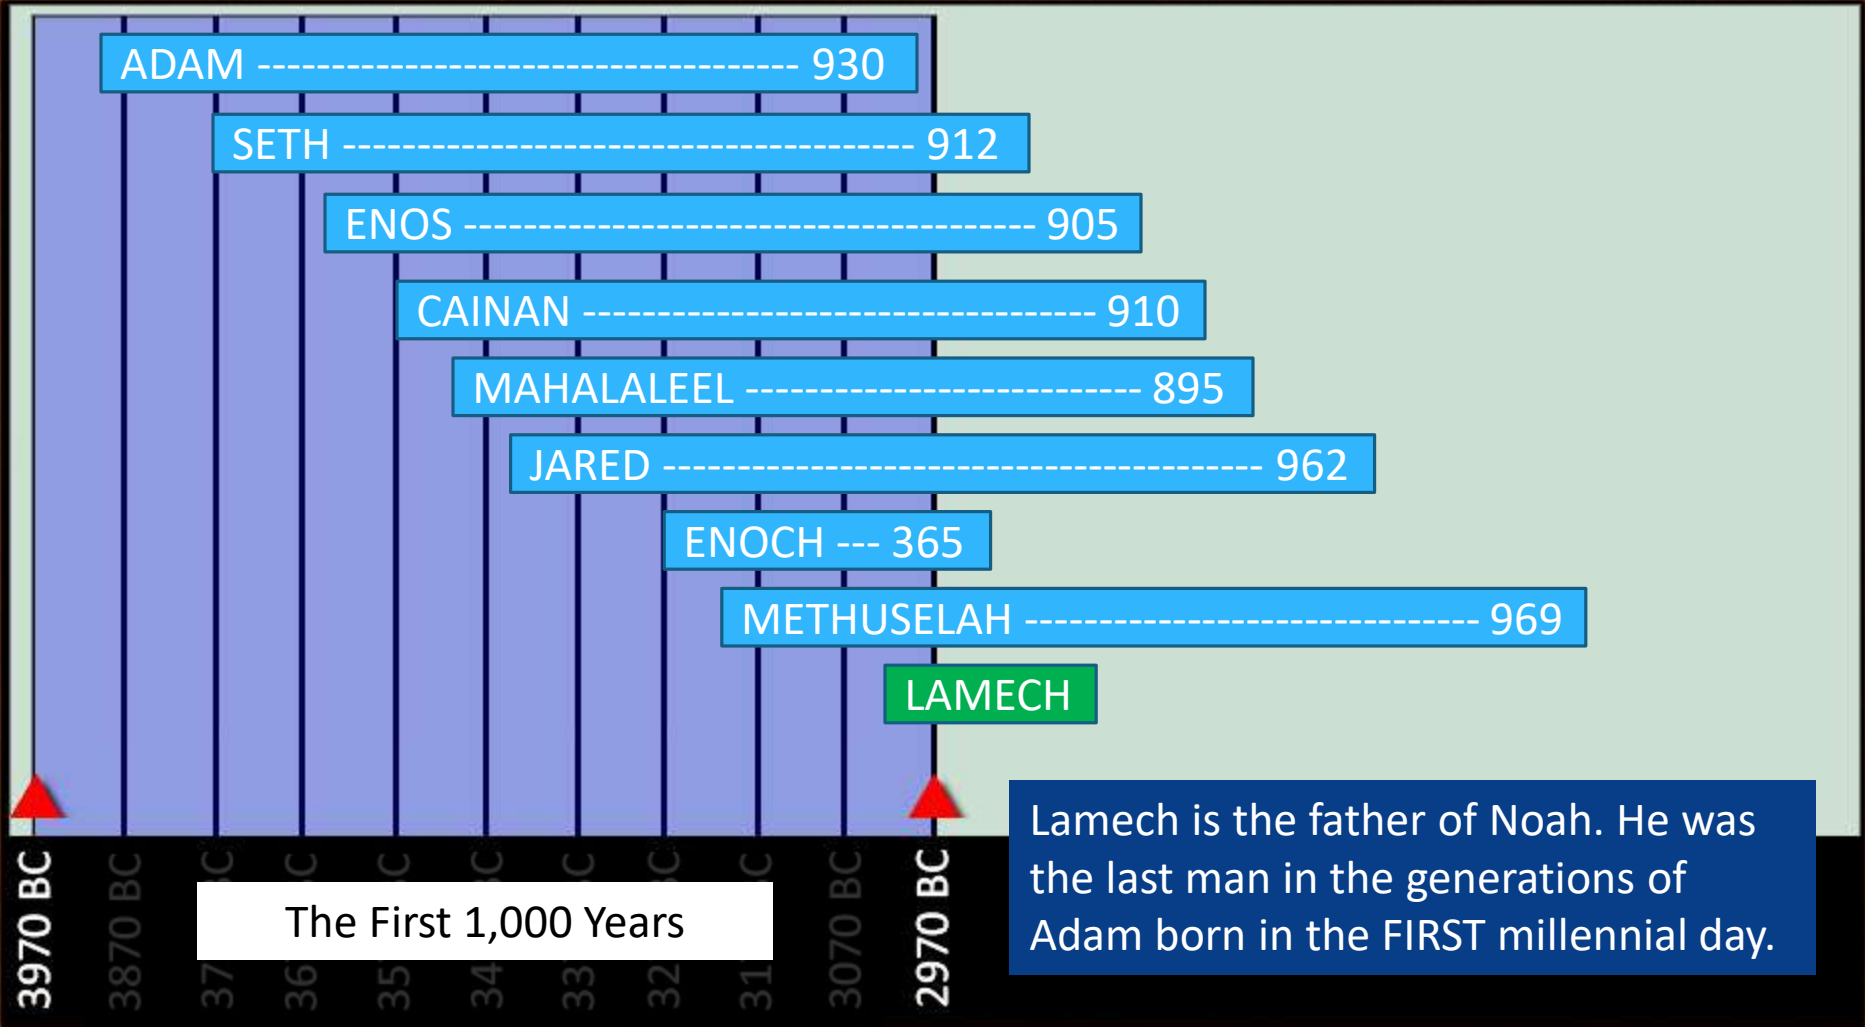 ADAM ------------------------------------- 930
SETH --------------------------------------- 912
ENOS --------------------------------------- 905
CAINAN ----------------------------------- 910
MAHALALEEL --------------------------- 895
JARED ----------------------------------------- 962
ENOCH --- 365
METHUSELAH ------------------------------- 969
LAMECH
Lamech is the father of Noah. He was
the last man in the generations of
Adam born in the FIRST millennial day.
The First 1,000 Years
3970 BC
3870 BC
3070 BC
2970 BC